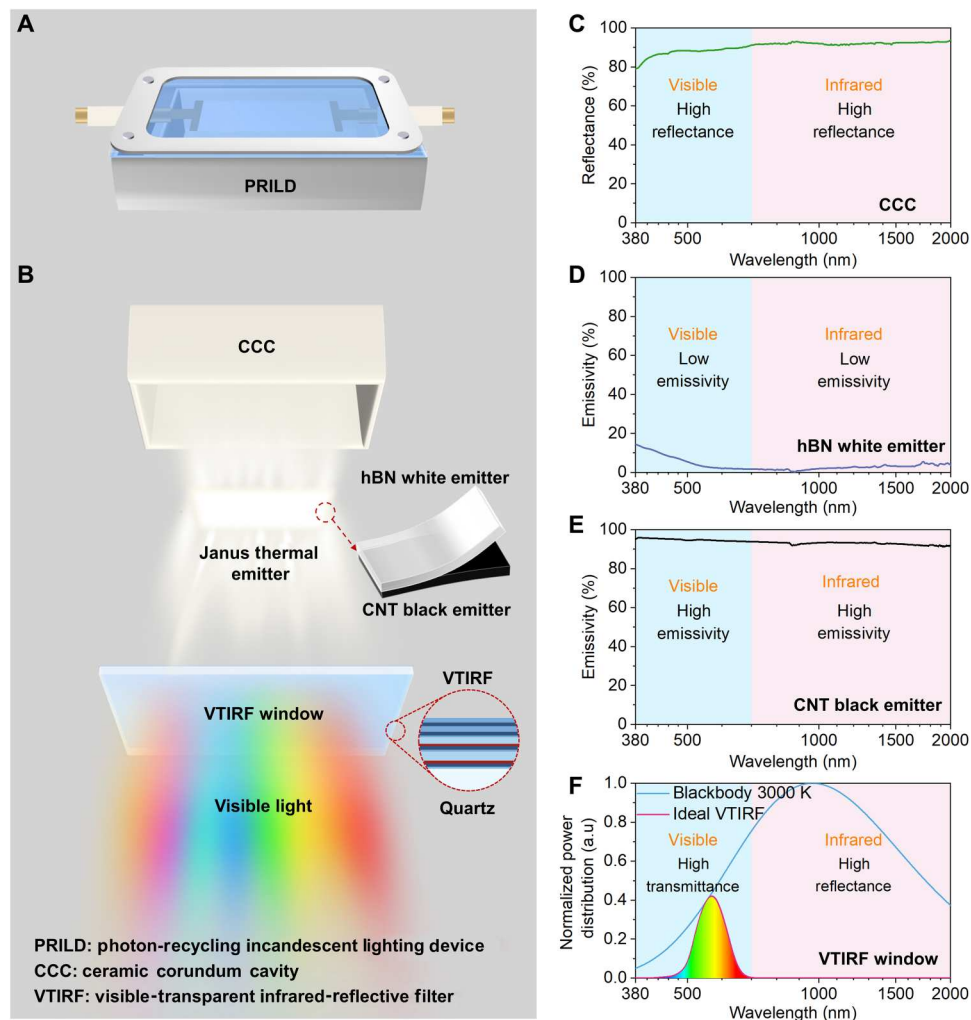 A
PRILD
B
CCC
hBN white emitter
Janus thermal
emitter
CNT black emitter
VTIRF
VTIRF window
Visible light
Quartz
PRILD: photon-recycling incandescent lighting device
CCC: ceramic corundum cavity
VTIRF: visible-transparent infrared-reflective filter
C
Reflectance (%)
100
80
60
40
20
0
Visible
High
reflectance
Infrared
High
reflectance
CCC
380
500
1000
2000
Wavelength (nm)
D
Emissivity (%)
100
80
60
40
20
0
Visible
Low
emissivity
Infrared
Low
emissivity
hBN white emitter
380
500
1000
2000
Wavelength (nm)
E
Emissivity (%)
100
80
60
40
20
0
Visible
High
emissivity
Infrared
High
emissivity
CNT black emitter
380
500
1000
2000
Wavelength (nm)
F
Normalized power
distribution (a.u)
1.0
0.8
0.6
0.4
0.2
0.0
Blackbody 3000 K
Ideal VTIRF
Visible
High
transmittance
Infrared
High
reflectance
VTIRF window
380
500
1000
2000
Wavelength (nm)